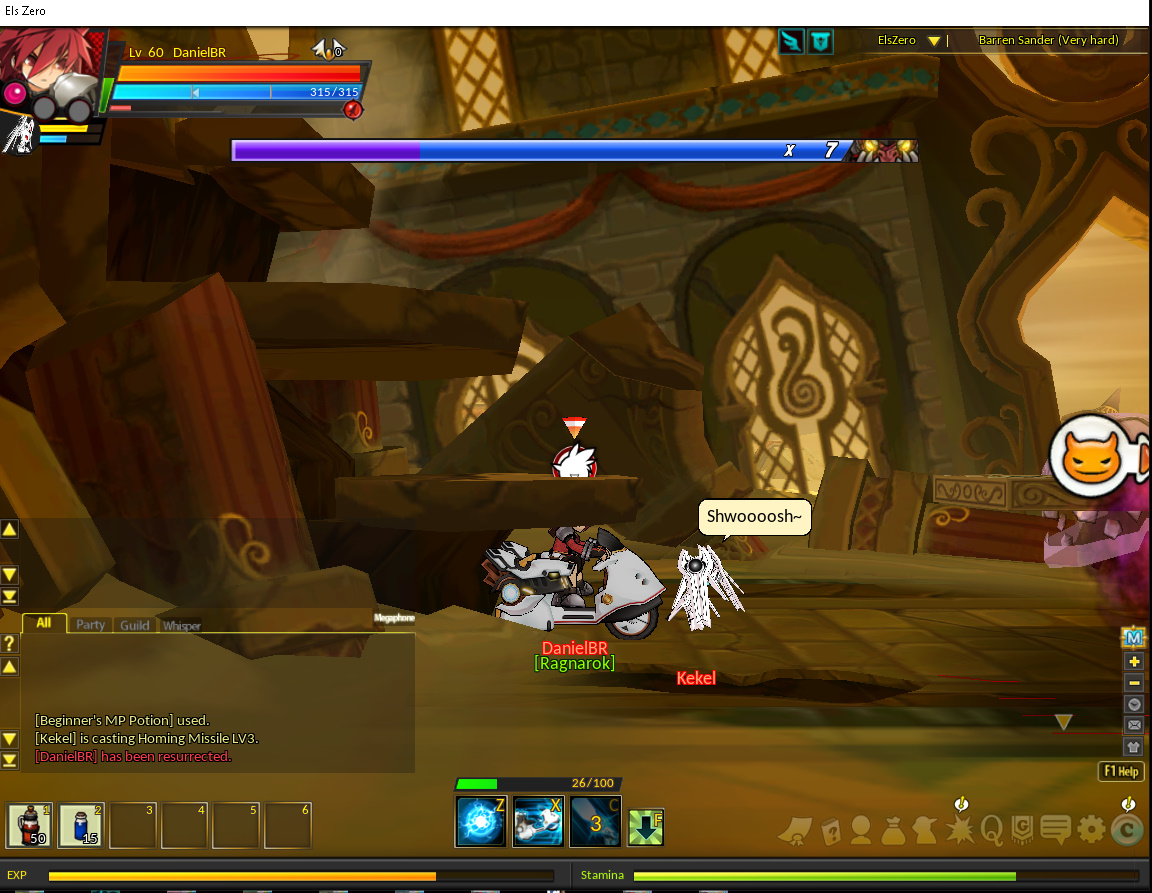 Els Zero
Lv 60 DanielBR
0
ElsZero
Barren Sander (Very hard)
315/315
x 7
Shwoooosh~
DanielBR
[Ragnarok]
Kekel
All Party Guild Whisper Megaphone
?
[Beginner's MP Potion] used.
[Kekel] is casting Homing Missile LV3.
[DanielBR] has been resurrected.
M
F1 Help
26/100
1 2 3 4 5 6
50 15
Z X C F
3
Q
C
EXP
Stamina